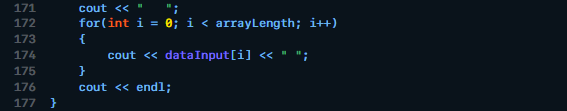 171 cout << "   ";
172 for(int i = 0; i < arrayLength; i++)
173 {
174 cout << dataInput[i] << " ";
175 }
176 cout << endl;
177 }